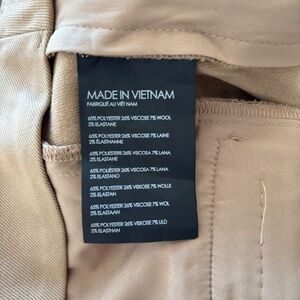 MADE IN VIETNAM
FABRIQUÉ AU VIÊT NAM
65% POLYESTER 26% VISCOSE 7% WOOL
2% ELASTANE
65% POLYESTER 26% VISCOSE 7% LAINE
2% ÉLASTHANNE
65% POLIESTERE 26% VISCOSA 7% LANA
2% ELASTANE
65% POLIÉSTER 26% VISCOSA 7% LANA
2% ELASTANO
65% POLYESTER 26% VISKOSE 7% WOLLE
2% ELASTAN
65% POLYESTER 26% VISCOSE 7% WOL
2% ELASTAAN
65% POLYESTER 26% VISKOSE 7% ULD
2% ELASTHAN